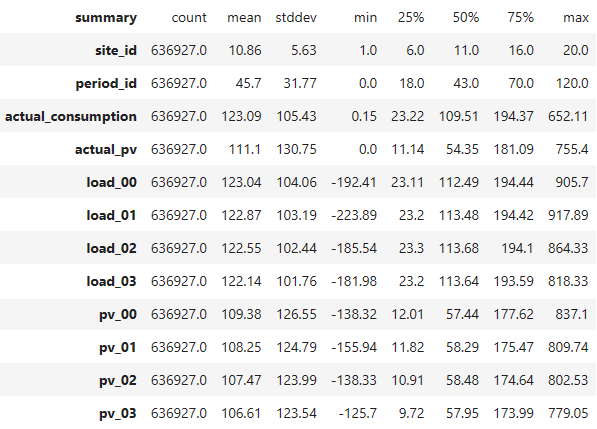 summary count mean stddev min 25% 50% 75% max
site_id 636927.0 10.86 5.63 1.0 6.0 11.0 16.0 20.0
period_id 636927.0 45.7 31.77 0.0 18.0 43.0 70.0 120.0
actual_consumption 636927.0 123.09 105.43 0.15 23.22 109.51 194.37 652.11
actual_pv 636927.0 111.1 130.75 0.0 11.14 54.35 181.09 755.4
load_00 636927.0 123.04 104.06 -192.41 23.11 112.49 194.44 905.7
load_01 636927.0 122.87 103.19 -223.89 23.2 113.48 194.42 917.89
load_02 636927.0 122.55 102.44 -185.54 23.3 113.68 194.1 864.33
load_03 636927.0 122.14 101.76 -181.98 23.2 113.64 193.59 818.33
pv_00 636927.0 109.38 126.55 -138.32 12.01 57.44 177.62 837.1
pv_01 636927.0 108.25 124.79 -155.94 11.82 58.29 175.47 809.74
pv_02 636927.0 107.47 123.99 -138.33 10.91 58.48 174.64 802.53
pv_03 636927.0 106.61 123.54 -125.7 9.72 57.95 173.99 779.05